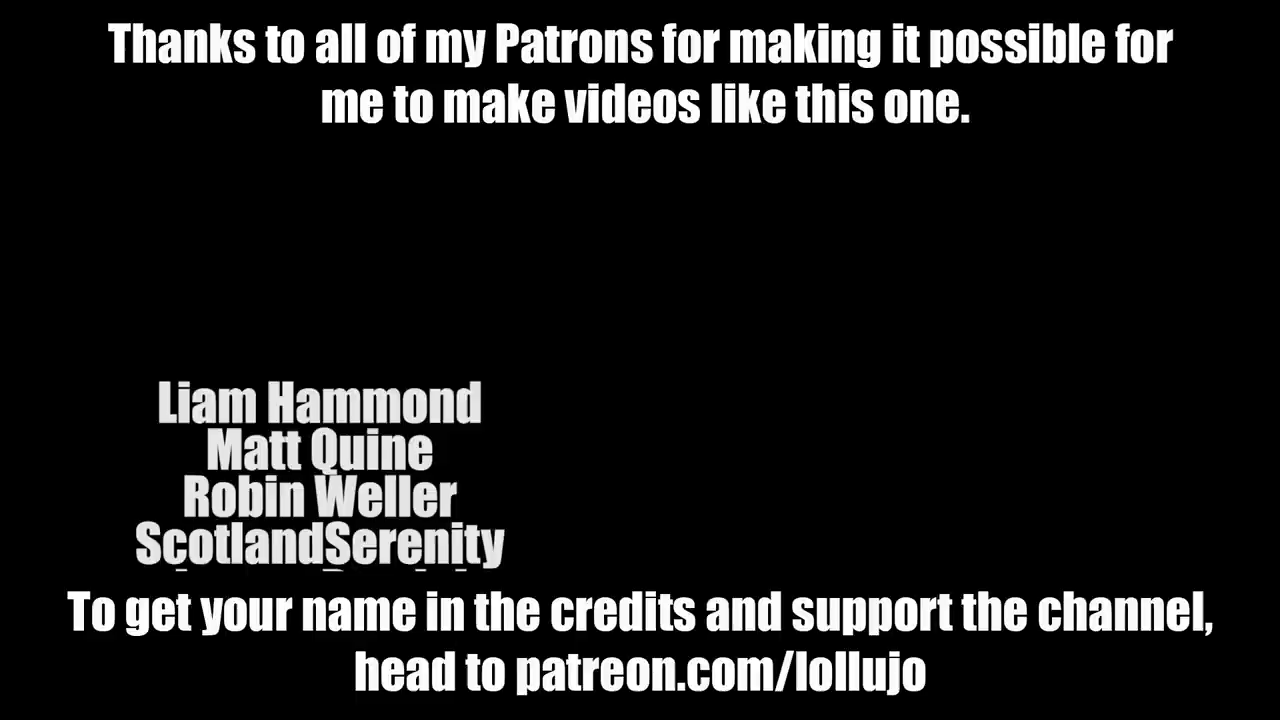 Thanks to all of my Patrons for making it possible for
me to make videos like this one.
Liam Hammond
Matt Quine
Robin Weller
ScotlandSerenity
To get your name in the credits and support the channel,
head to patreon.com/lollujo